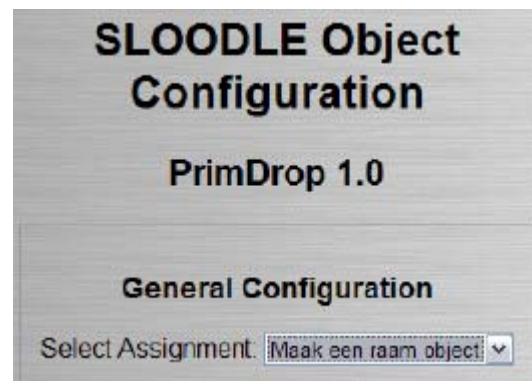 SLOODLE Object
Configuration
PrimDrop 1.0
General Configuration
Select Assignment: Maak een raam object